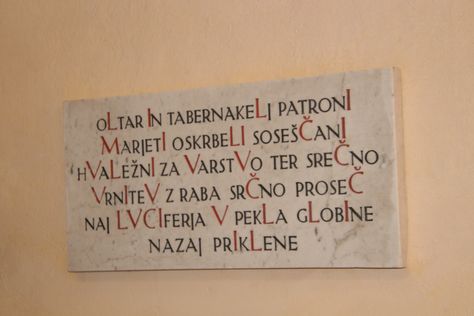 OLTAR IN TABERNAKELJ PATRONI
MARJETI OSKRBELI SOSEŠČANI
HVALEŽNI ZA VARSTVO TER SREČNO
VRNITEV Z RABA SRČNO PROSEČ
NAJ LVCIFERJA V PEKLA GLOBINE
NAZAJ PRIKLENE